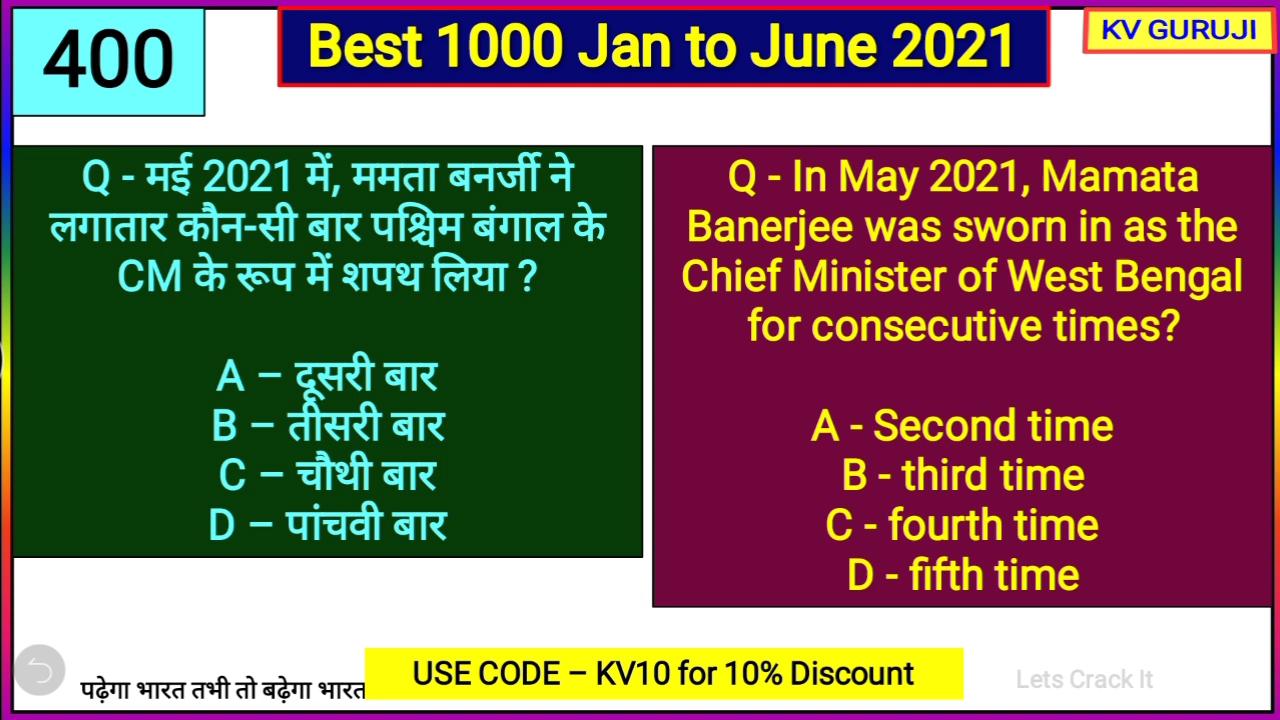 400
Best 1000 Jan to June 2021
KV GURUJI
Q - मई 2021 में, ममता बनर्जी ने
लगातार कौन-सी बार पश्चिम बंगाल के
CM के रूप में शपथ लिया ?
A – दूसरी बार
B – तीसरी बार
C – चौथी बार
D – पांचवी बार
Q - In May 2021, Mamata
Banerjee was sworn in as the
Chief Minister of West Bengal
for consecutive times?
A - Second time
B - third time
C - fourth time
D - fifth time
पढ़ेगा भारत तभी तो बढ़ेगा भारत
USE CODE – KV10 for 10% Discount
Lets Crack It